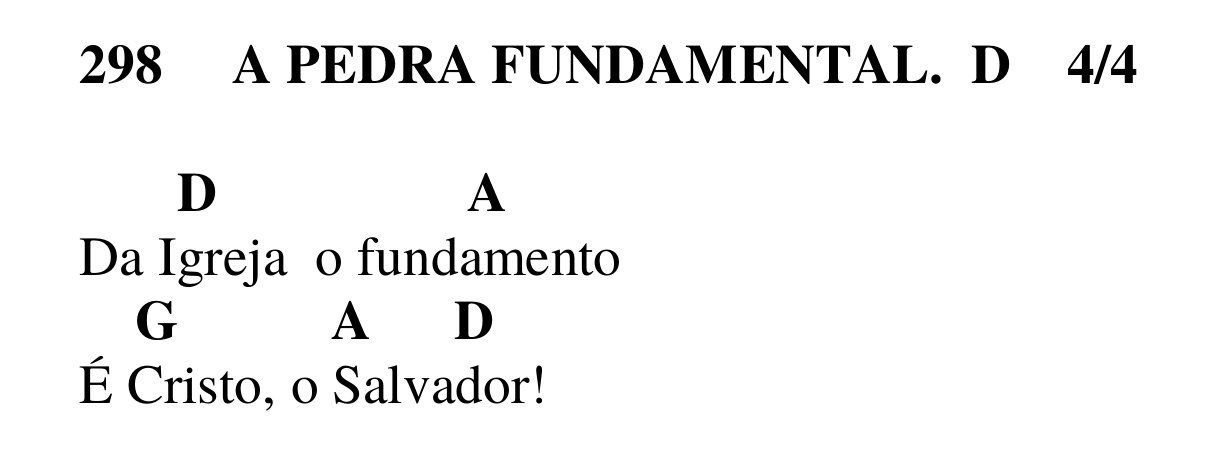 298 A PEDRA FUNDAMENTAL. D 4/4
D A
Da Igreja o fundamento
G A D
É Cristo, o Salvador!